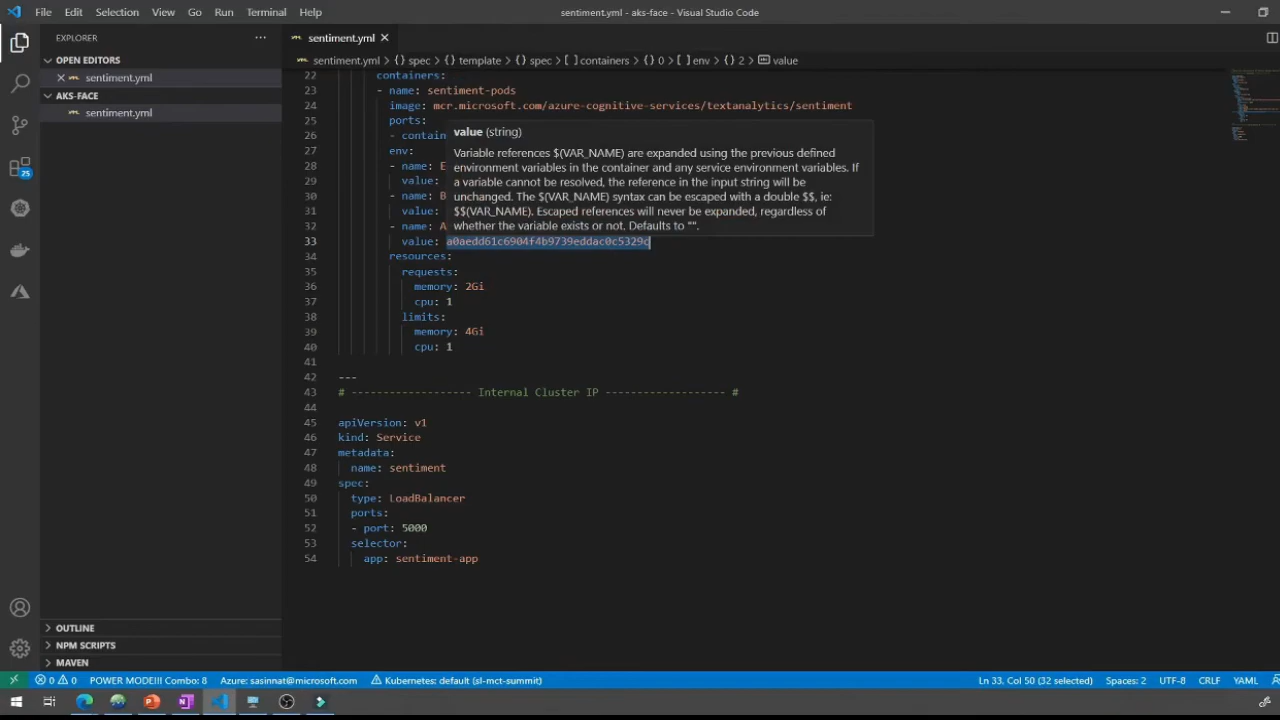 File Edit Selection View Go Run Terminal Help
sentiment.yml - aks-face - Visual Studio Code
EXPLORER
OPEN EDITORS
sentiment.yml
AKS-FACE
sentiment.yml
OUTLINE
NPM SCRIPTS
MAVEN
25
sentiment.yml
sentiment.yml > {} spec > {} template > {} spec > [ ] containers > {} 0 > [ ] env > {} 2 > value
22 containers:
23 - name: sentiment-pods
24 image: mcr.microsoft.com/azure-cognitive-services/textanalytics/sentiment
25 ports:
26 - contain
27 env:
28 - name: E
29 value:
30 - name: B
31 value:
32 - name: A
33 value: a0aedd61c6904f4b9739eddac0c5329c
34 resources:
35 requests:
36 memory: 2Gi
37 cpu: 1
38 limits:
39 memory: 4Gi
40 cpu: 1
41
42 ---
43 # ------------------- Internal Cluster IP ------------------- #
44
45 apiVersion: v1
46 kind: Service
47 metadata:
48 name: sentiment
49 spec:
50 type: LoadBalancer
51 ports:
52 - port: 5000
53 selector:
54 app: sentiment-app
value (string)
Variable references $(VAR_NAME) are expanded using the previous defined
environment variables in the container and any service environment variables. If
a variable cannot be resolved, the reference in the input string will be
unchanged. The $(VAR_NAME) syntax can be escaped with a double $$, ie:
$$(VAR_NAME). Escaped references will never be expanded, regardless of
whether the variable exists or not. Defaults to "".
0 0 POWER MODE!!! Combo: 8 Azure: sasinnat@microsoft.com Kubernetes: default (sl-mct-summit) Ln 33, Col 50 (32 selected) Spaces: 2 UTF-8 CRLF YAML